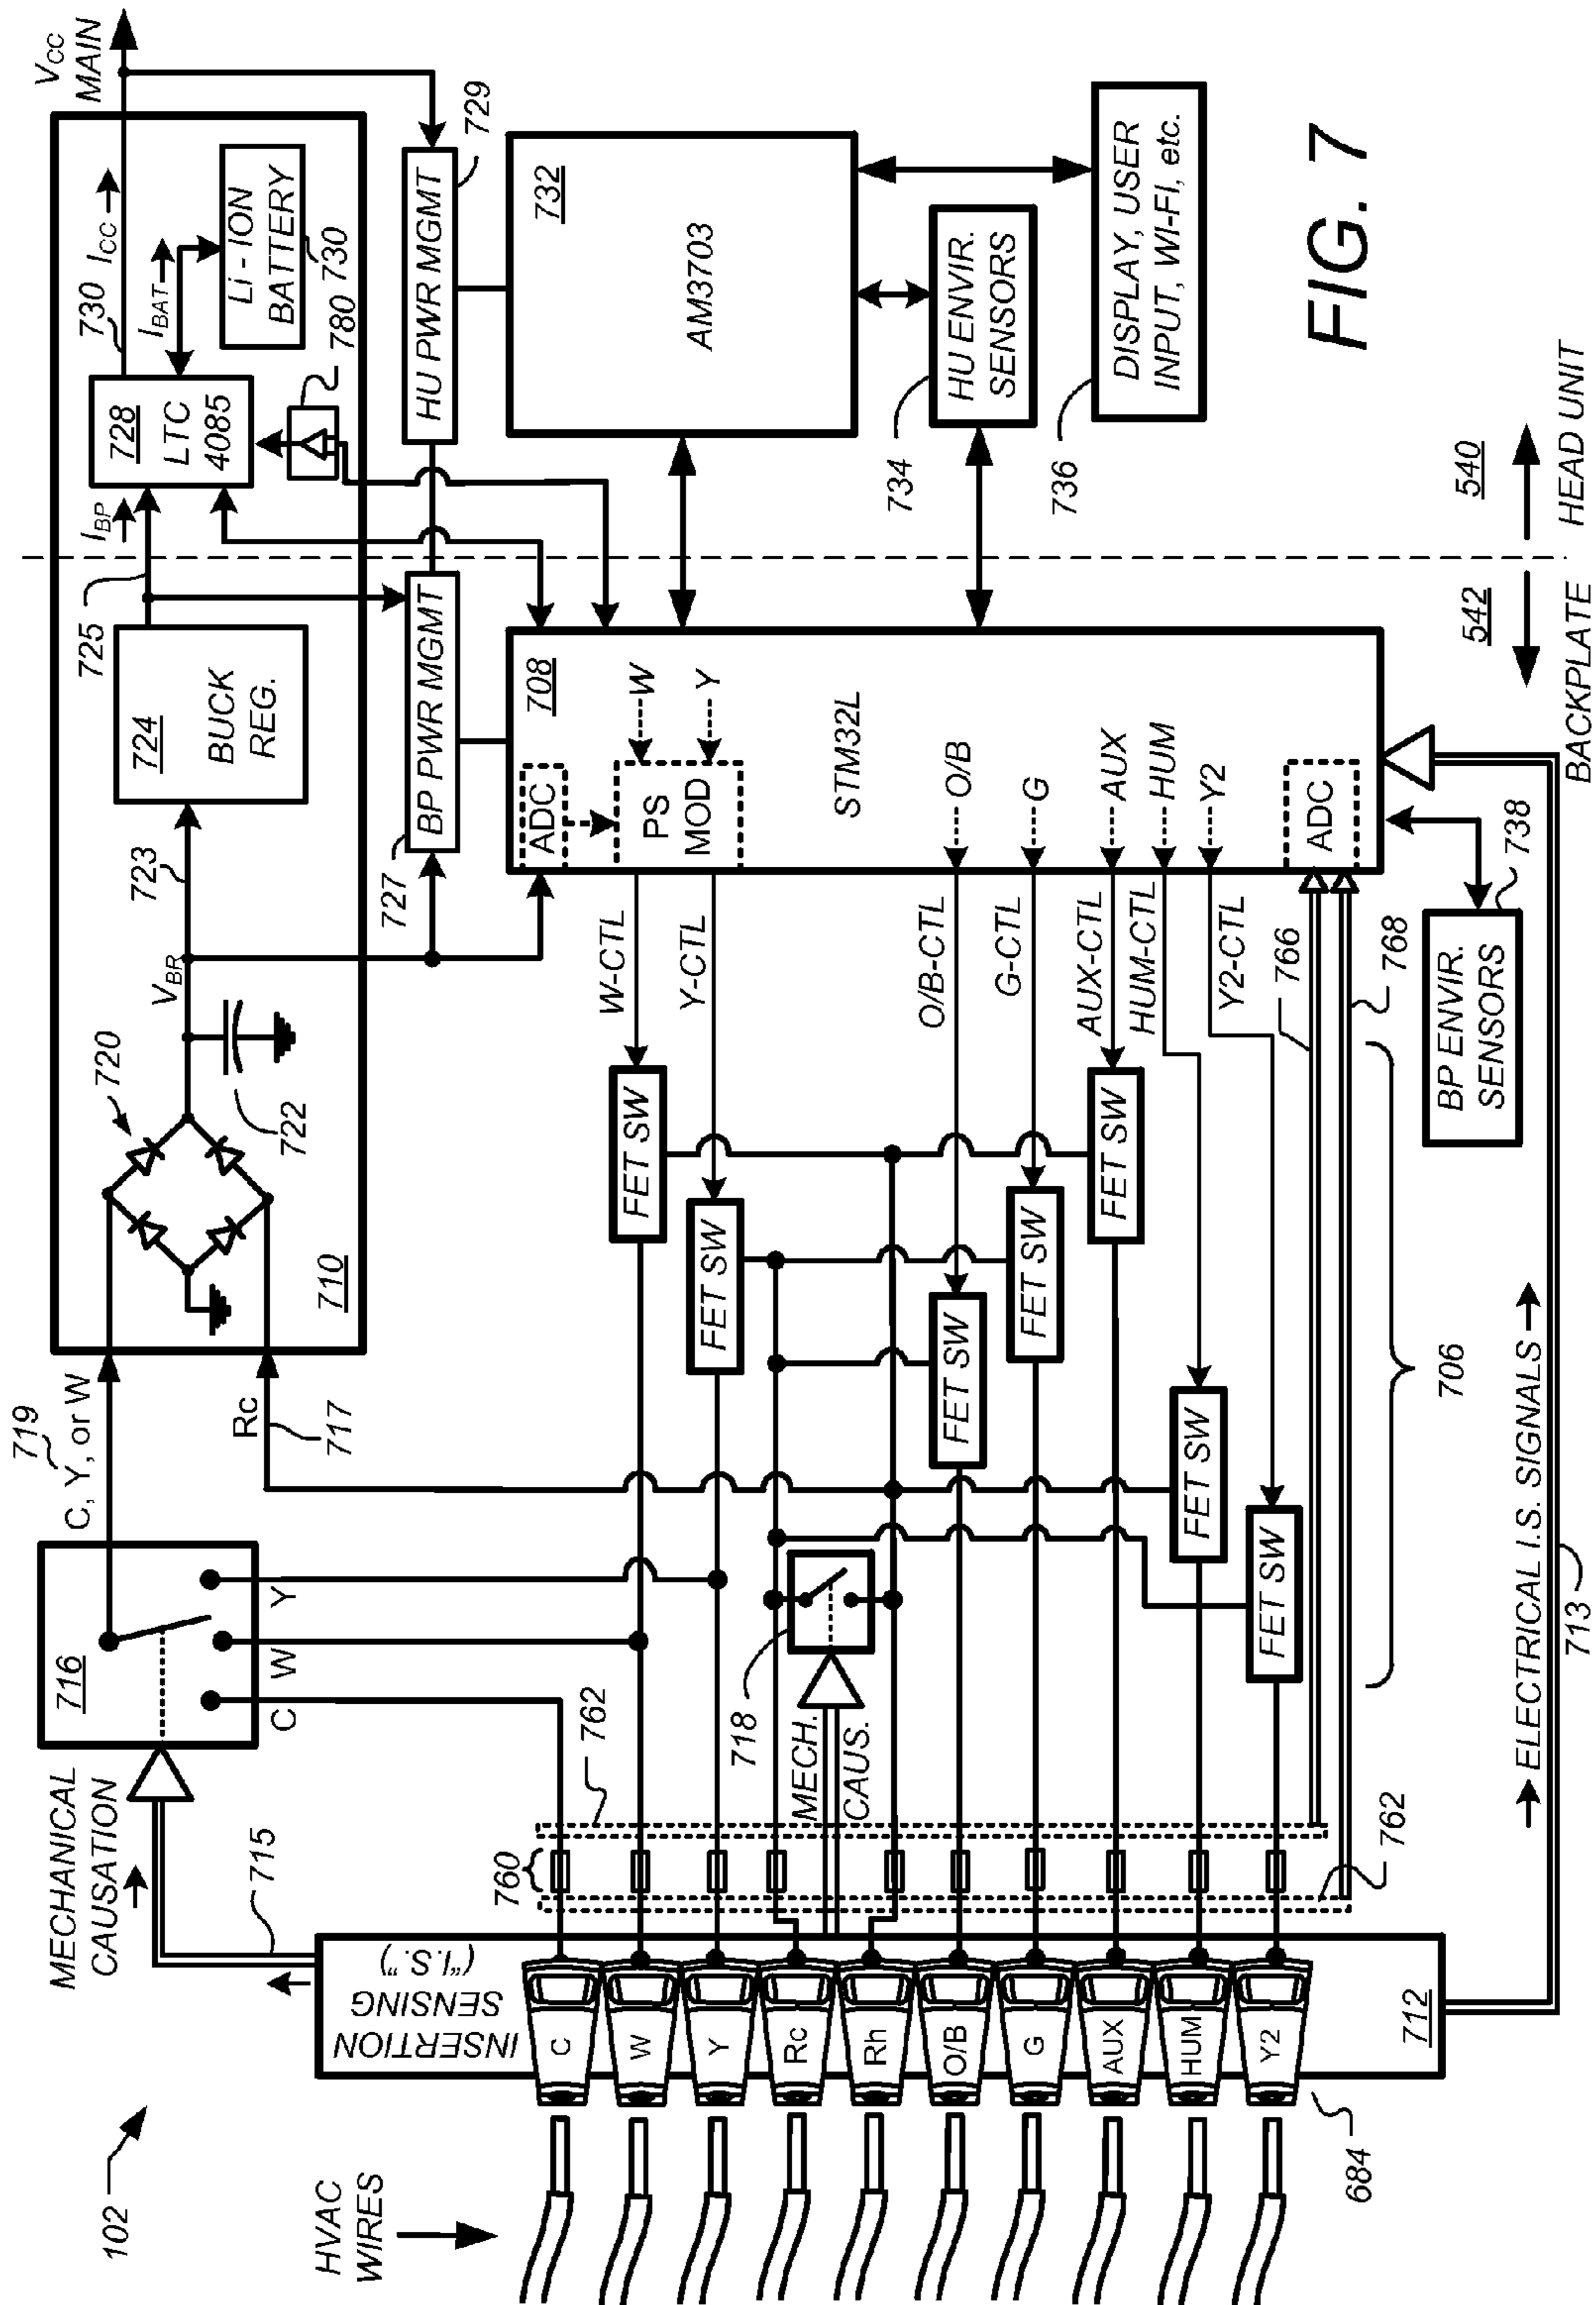 102
HVAC
WIRES
MECHANICAL
CAUSATION
715
716
C
W
Y
719
C, Y, or W
Rc
717
710
720
722
VBR
723
724
BUCK
REG.
725
IBP
728
LTC
4085
730
ICC
IBAT
Li - ION
BATTERY
730
780
VCC
MAIN
INSERTION
SENSING
("I.S.")
C
W
Y
Rc
Rh
O/B
G
AUX
HUM
Y2
684
712
760
762
762
MECH.
CAUS.
718
FET SW
FET SW
FET SW
FET SW
FET SW
FET SW
FET SW
706
W-CTL
Y-CTL
O/B-CTL
G-CTL
AUX-CTL
HUM-CTL
Y2-CTL
766
768
727
BP PWR MGMT
729
HU PWR MGMT
708
ADC
PS
MOD
W
Y
STM32L
O/B
G
AUX
HUM
Y2
ADC
732
AM3703
734
HU ENVIR.
SENSORS
736
DISPLAY, USER
INPUT, WI-FI, etc.
BP ENVIR.
SENSORS
738
ELECTRICAL I.S. SIGNALS
713
542
BACKPLATE
540
HEAD UNIT
FIG. 7